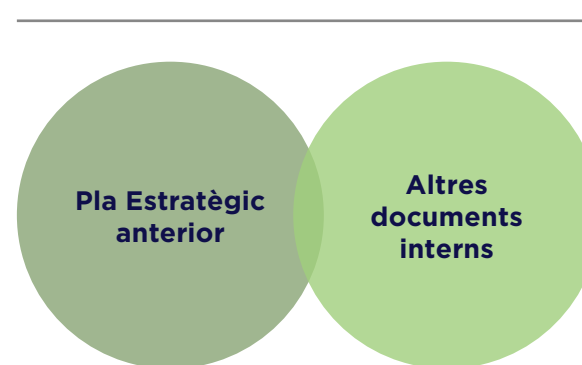 Pla Estratègic
anterior
Altres
documents
interns